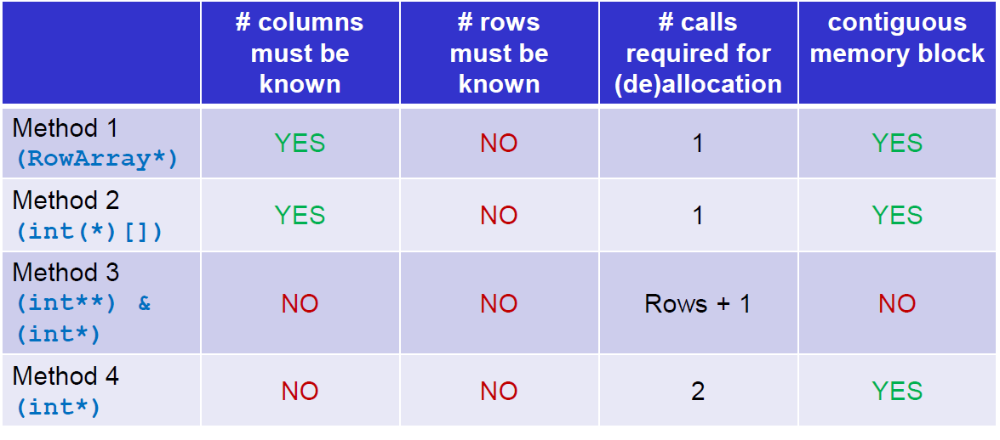 # columns must be known
# rows must be known
# calls required for (de)allocation
contiguous memory block
Method 1
(RowArray*)
YES
NO
1
YES
Method 2
(int(*)[])
YES
NO
1
YES
Method 3
(int**) &
(int*)
NO
NO
Rows + 1
NO
Method 4
(int*)
NO
NO
2
YES